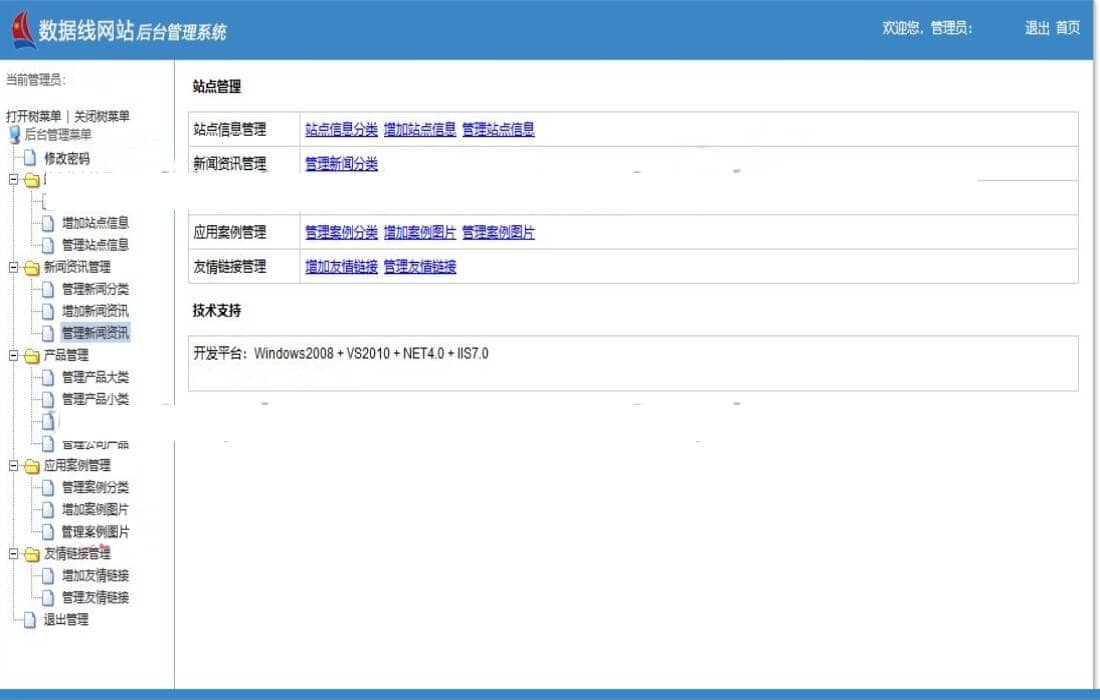 数据线网站后台管理系统
欢迎您，管理员： 退出 首页
当前管理员：
打开树菜单 | 关闭树菜单
后台管理菜单
修改密码
增加站点信息
管理站点信息
新闻资讯管理
管理新闻分类
增加新闻资讯
管理新闻资讯
产品管理
管理产品大类
管理产品小类
管理公司产品
应用案例管理
管理案例分类
增加案例图片
管理案例图片
友情链接管理
增加友情链接
管理友情链接
退出管理
站点管理
站点信息管理 站点信息分类 增加站点信息 管理站点信息
新闻资讯管理 管理新闻分类
应用案例管理 管理案例分类 增加案例图片 管理案例图片
友情链接管理 增加友情链接 管理友情链接
技术支持
开发平台：Windows2008 + VS2010 + NET4.0 + IIS7.0